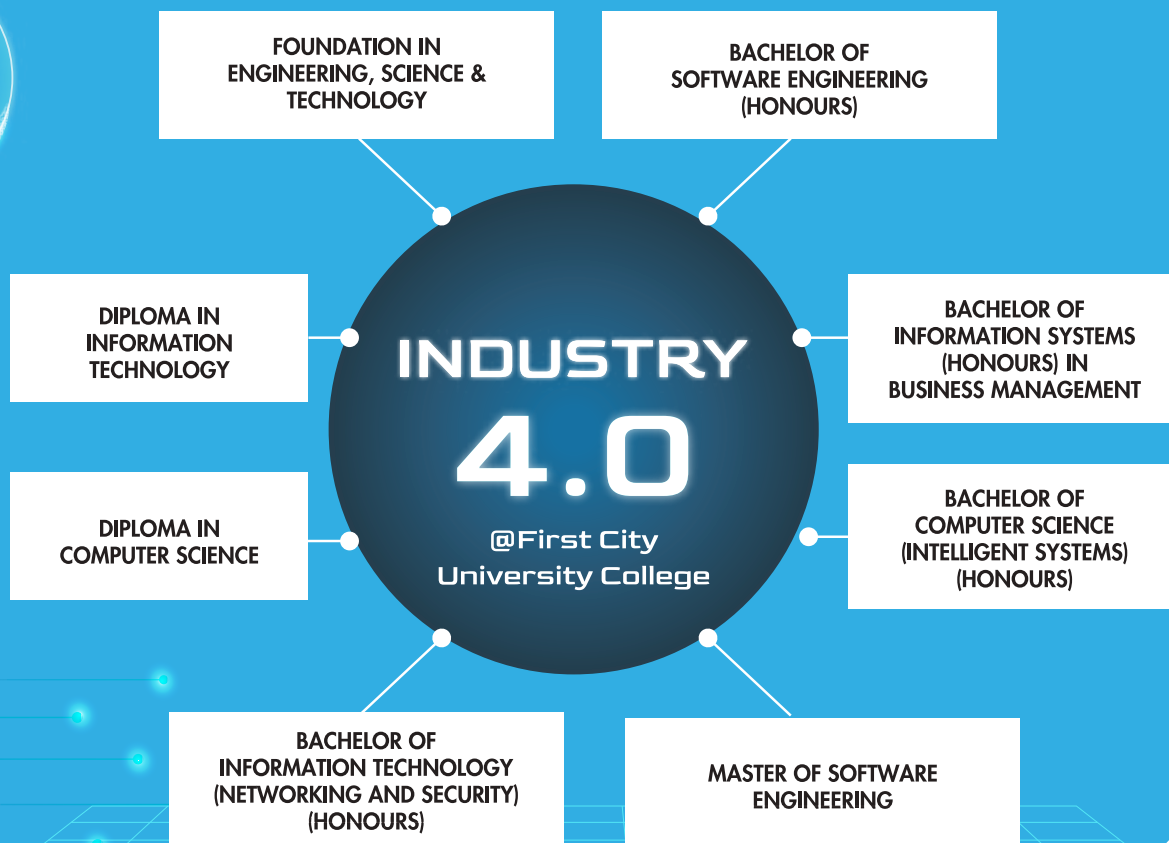 FOUNDATION IN
ENGINEERING, SCIENCE &
TECHNOLOGY
BACHELOR OF
SOFTWARE ENGINEERING
(HONOURS)
DIPLOMA IN
INFORMATION
TECHNOLOGY
BACHELOR OF
INFORMATION SYSTEMS
(HONOURS) IN
BUSINESS MANAGEMENT
INDUSTRY
4.0
@First City
University College
DIPLOMA IN
COMPUTER SCIENCE
BACHELOR OF
COMPUTER SCIENCE
(INTELLIGENT SYSTEMS)
(HONOURS)
BACHELOR OF
INFORMATION TECHNOLOGY
(NETWORKING AND SECURITY)
(HONOURS)
MASTER OF SOFTWARE
ENGINEERING